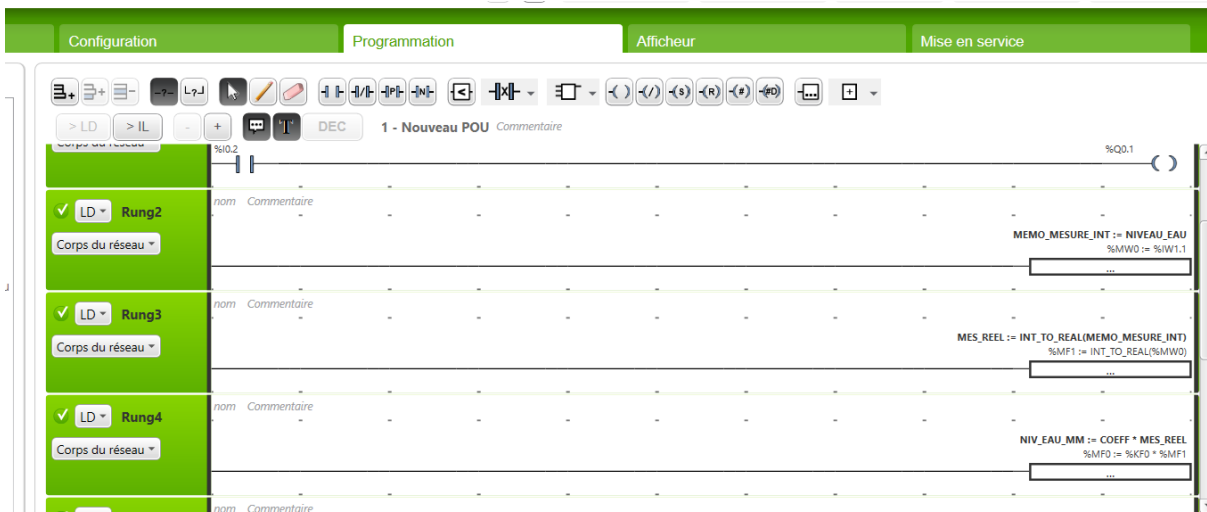 Configuration
Programmation
Afficheur
Mise en service
> LD
> IL
-
+
T
DEC
1 - Nouveau POU Commentaire
Corps du réseau
%I0.2
%Q0.1
LD Rung2
nom Commentaire
Corps du réseau
MEMO_MESURE_INT := NIVEAU_EAU
%MW0 := %IW1.1
...
LD Rung3
nom Commentaire
Corps du réseau
MES_REEL := INT_TO_REAL(MEMO_MESURE_INT)
%MF1 := INT_TO_REAL(%MW0)
...
LD Rung4
nom Commentaire
Corps du réseau
NIV_EAU_MM := COEFF * MES_REEL
%MF0 := %KF0 * %MF1
...
nom Commentaire